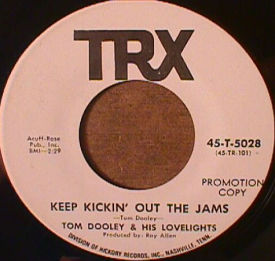 TRX
Acuff-Rose
Pub., Inc.
BMI—2:29
45-T-5028
(45-TR-101)
PROMOTION
COPY
KEEP KICKIN' OUT THE JAMS
—Tom Dooley—
TOM DOOLEY & HIS LOVELIGHTS
Produced by: Ray Allen
DIVISION OF HICKORY RECORDS, INC., NASHVILLE, TENN.